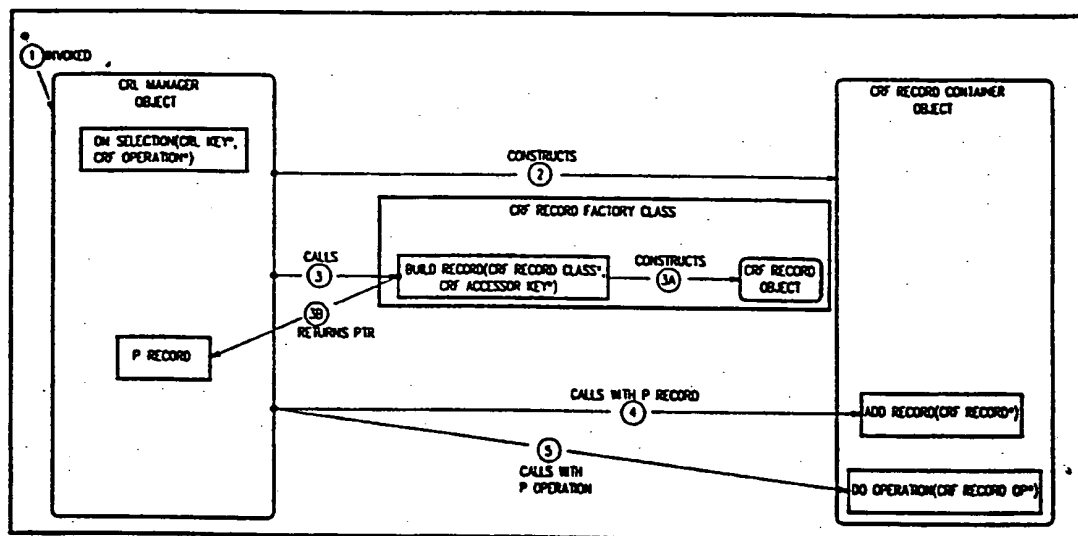 1 INVOKED
CRL MANAGER
OBJECT
ON SELECTION(CRL KEY*,
CRF OPERATION*)
CRF RECORD CONTAINER
OBJECT
CONSTRUCTS
2
CRF RECORD FACTORY CLASS
CALLS
3
BUILD RECORD(CRF RECORD CLASS*,
CRF ACCESSOR KEY*)
CONSTRUCTS
3A
CRF RECORD
OBJECT
3B
RETURNS PTR
P RECORD
CALLS WITH P RECORD
4
ADD RECORD(CRF RECORD*)
5
CALLS WITH
P OPERATION
DO OPERATION(CRF RECORD OP*)